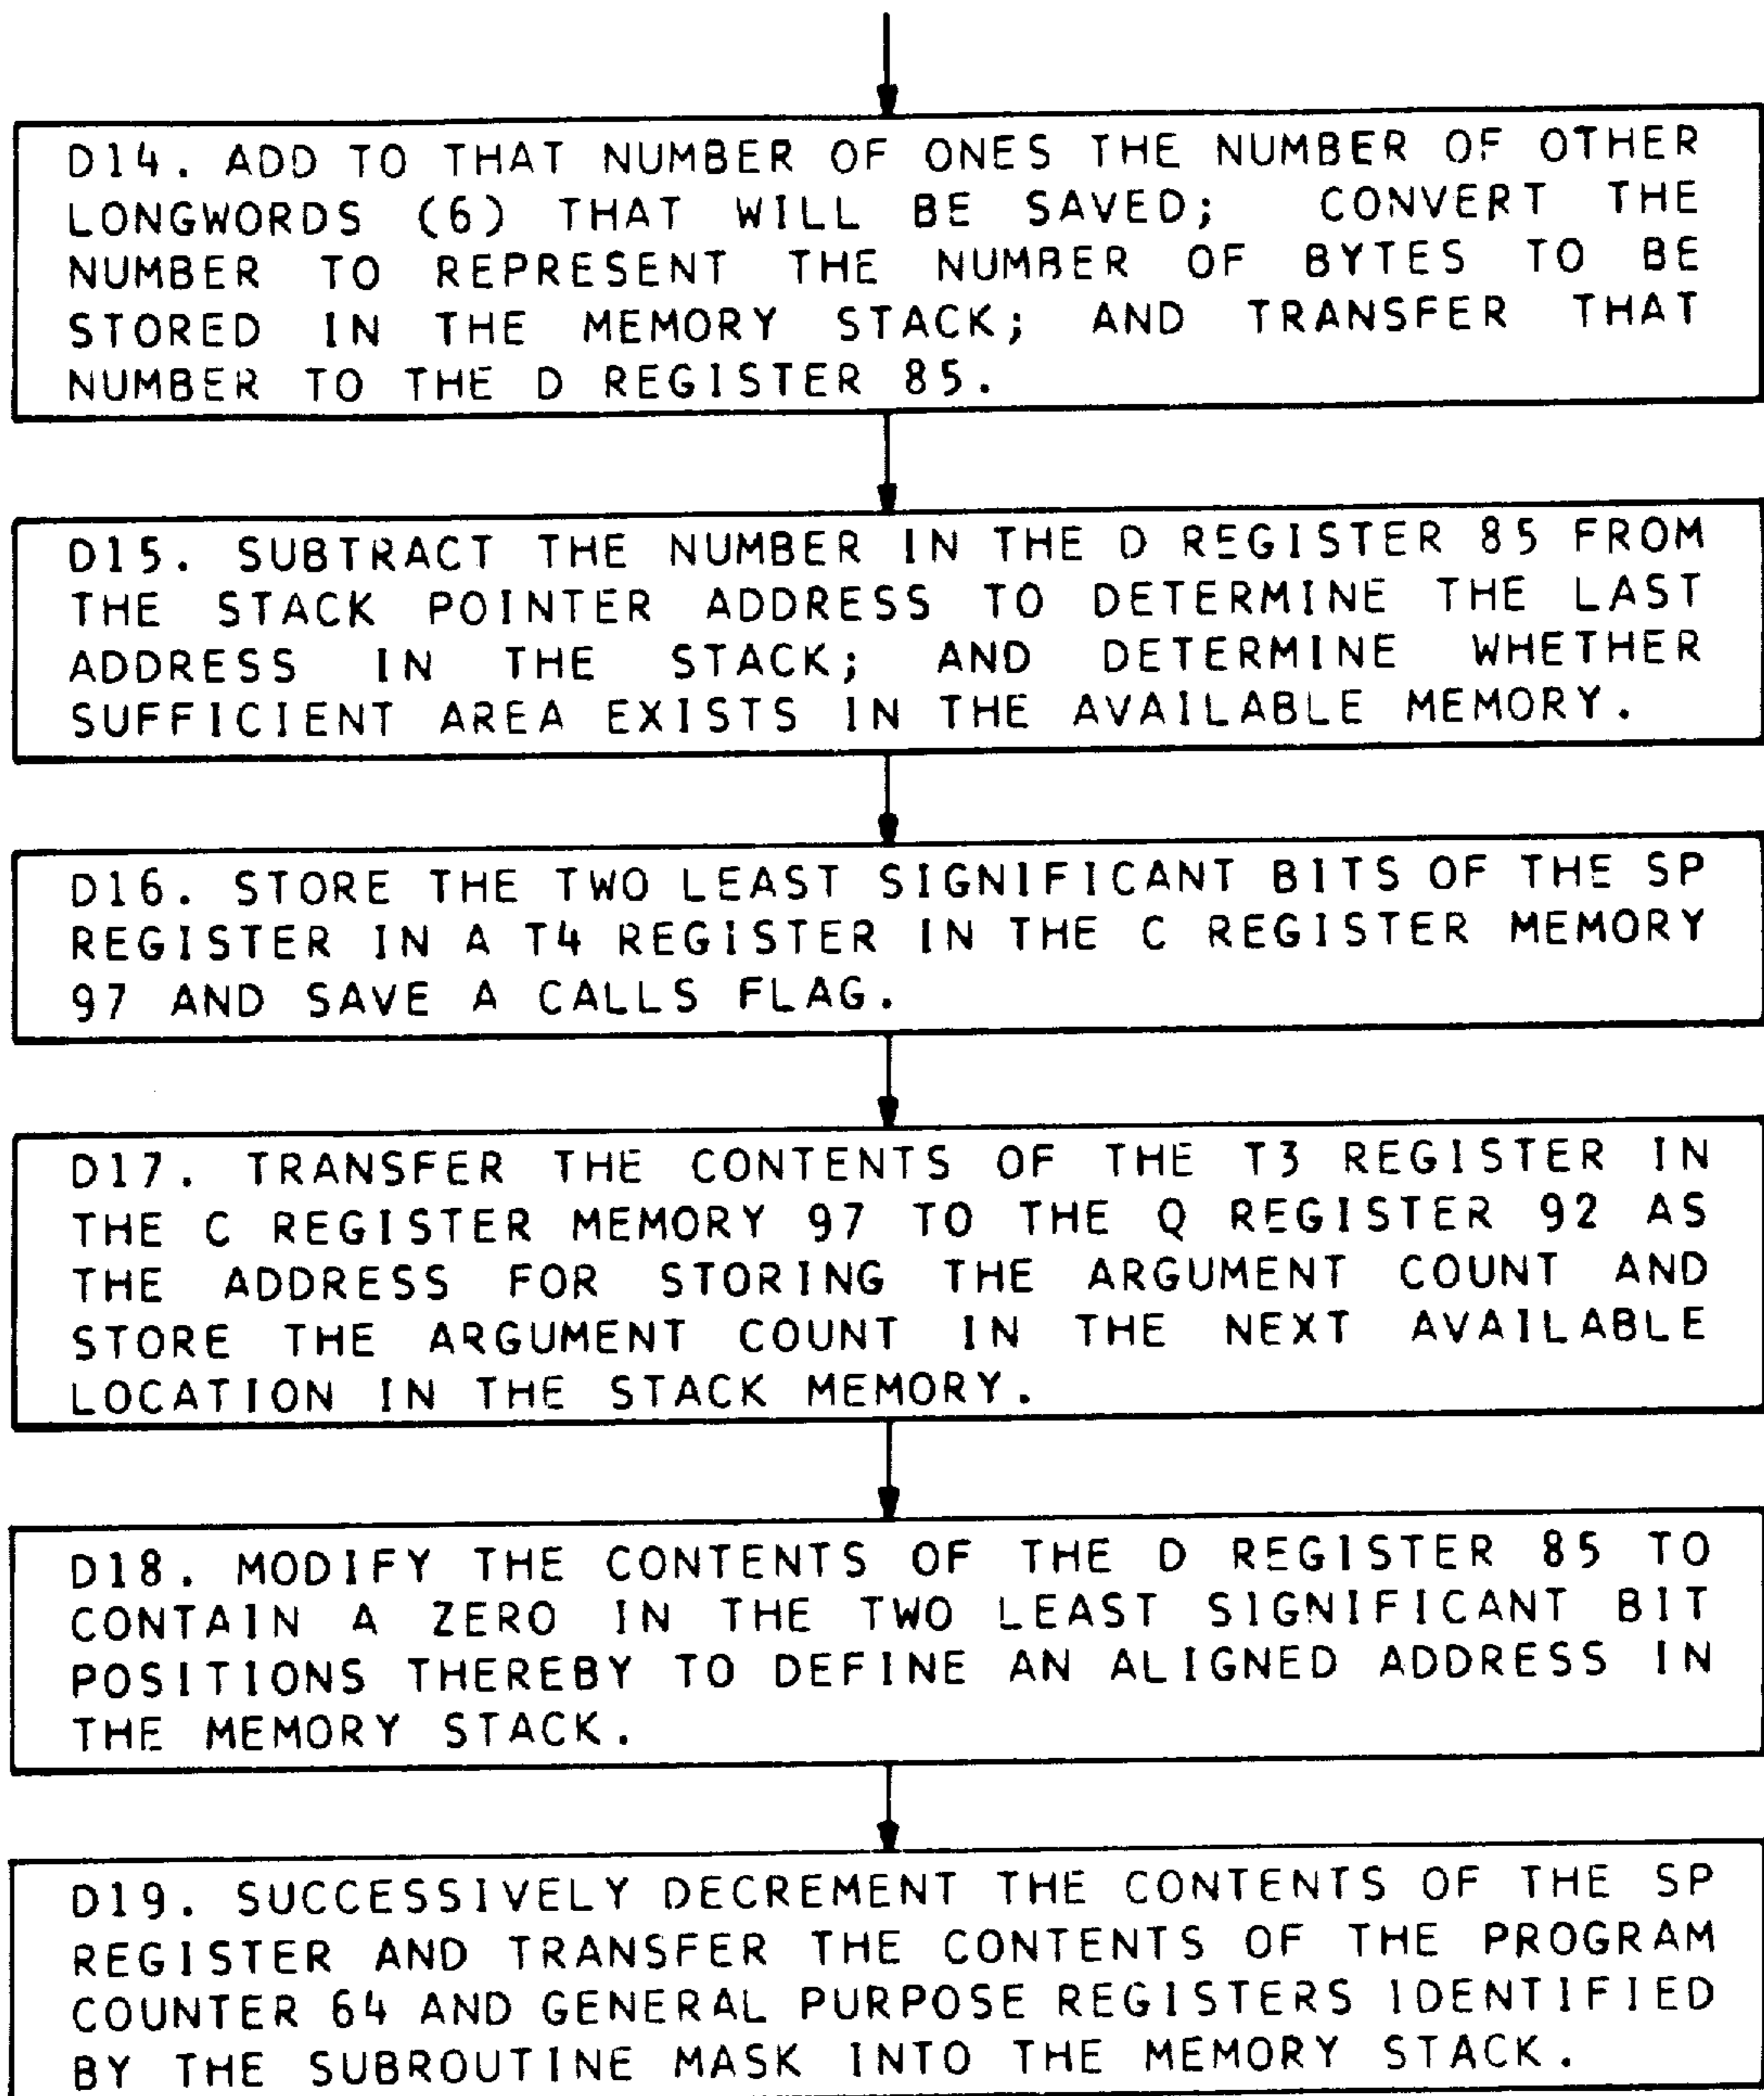 D14. ADD TO THAT NUMBER OF ONES THE NUMBER OF OTHER
LONGWORDS (6) THAT WILL BE SAVED; CONVERT THE
NUMBER TO REPRESENT THE NUMBER OF BYTES TO BE
STORED IN THE MEMORY STACK; AND TRANSFER THAT
NUMBER TO THE D REGISTER 85.
D15. SUBTRACT THE NUMBER IN THE D REGISTER 85 FROM
THE STACK POINTER ADDRESS TO DETERMINE THE LAST
ADDRESS IN THE STACK; AND DETERMINE WHETHER
SUFFICIENT AREA EXISTS IN THE AVAILABLE MEMORY.
D16. STORE THE TWO LEAST SIGNIFICANT BITS OF THE SP
REGISTER IN A T4 REGISTER IN THE C REGISTER MEMORY
97 AND SAVE A CALLS FLAG.
D17. TRANSFER THE CONTENTS OF THE T3 REGISTER IN
THE C REGISTER MEMORY 97 TO THE Q REGISTER 92 AS
THE ADDRESS FOR STORING THE ARGUMENT COUNT AND
STORE THE ARGUMENT COUNT IN THE NEXT AVAILABLE
LOCATION IN THE STACK MEMORY.
D18. MODIFY THE CONTENTS OF THE D REGISTER 85 TO
CONTAIN A ZERO IN THE TWO LEAST SIGNIFICANT BIT
POSITIONS THEREBY TO DEFINE AN ALIGNED ADDRESS IN
THE MEMORY STACK.
D19. SUCCESSIVELY DECREMENT THE CONTENTS OF THE SP
REGISTER AND TRANSFER THE CONTENTS OF THE PROGRAM
COUNTER 64 AND GENERAL PURPOSE REGISTERS IDENTIFIED
BY THE SUBROUTINE MASK INTO THE MEMORY STACK.